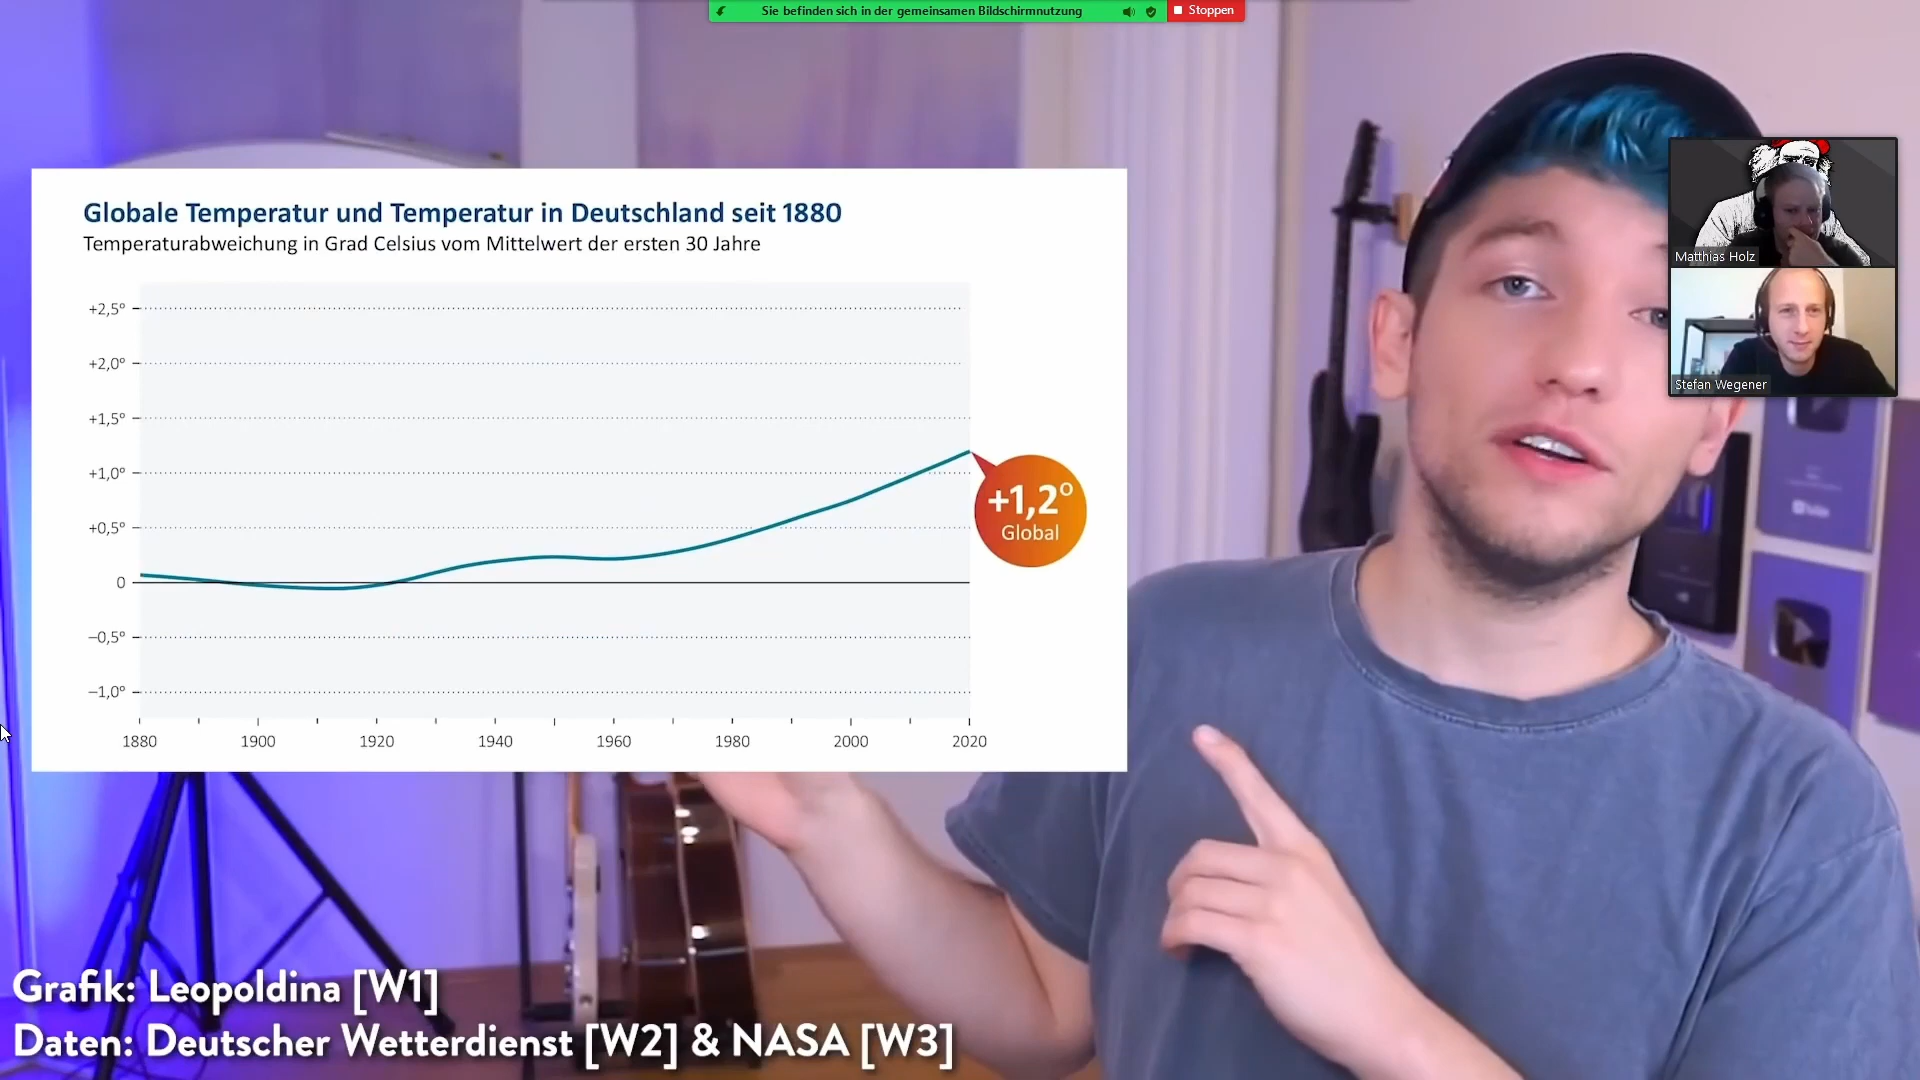 Sie befinden sich in der gemeinsamen Bildschirmnutzung
Stoppen
Globale Temperatur und Temperatur in Deutschland seit 1880
Temperaturabweichung in Grad Celsius vom Mittelwert der ersten 30 Jahre
+2,5°
+2,0°
+1,5°
+1,0°
+0,5°
0
−0,5°
−1,0°
1880 1900 1920 1940 1960 1980 2000 2020
+1,2°
Global
Matthias Holz
Stefan Wegener
Grafik: Leopoldina [W1]
Daten: Deutscher Wetterdienst [W2] & NASA [W3]